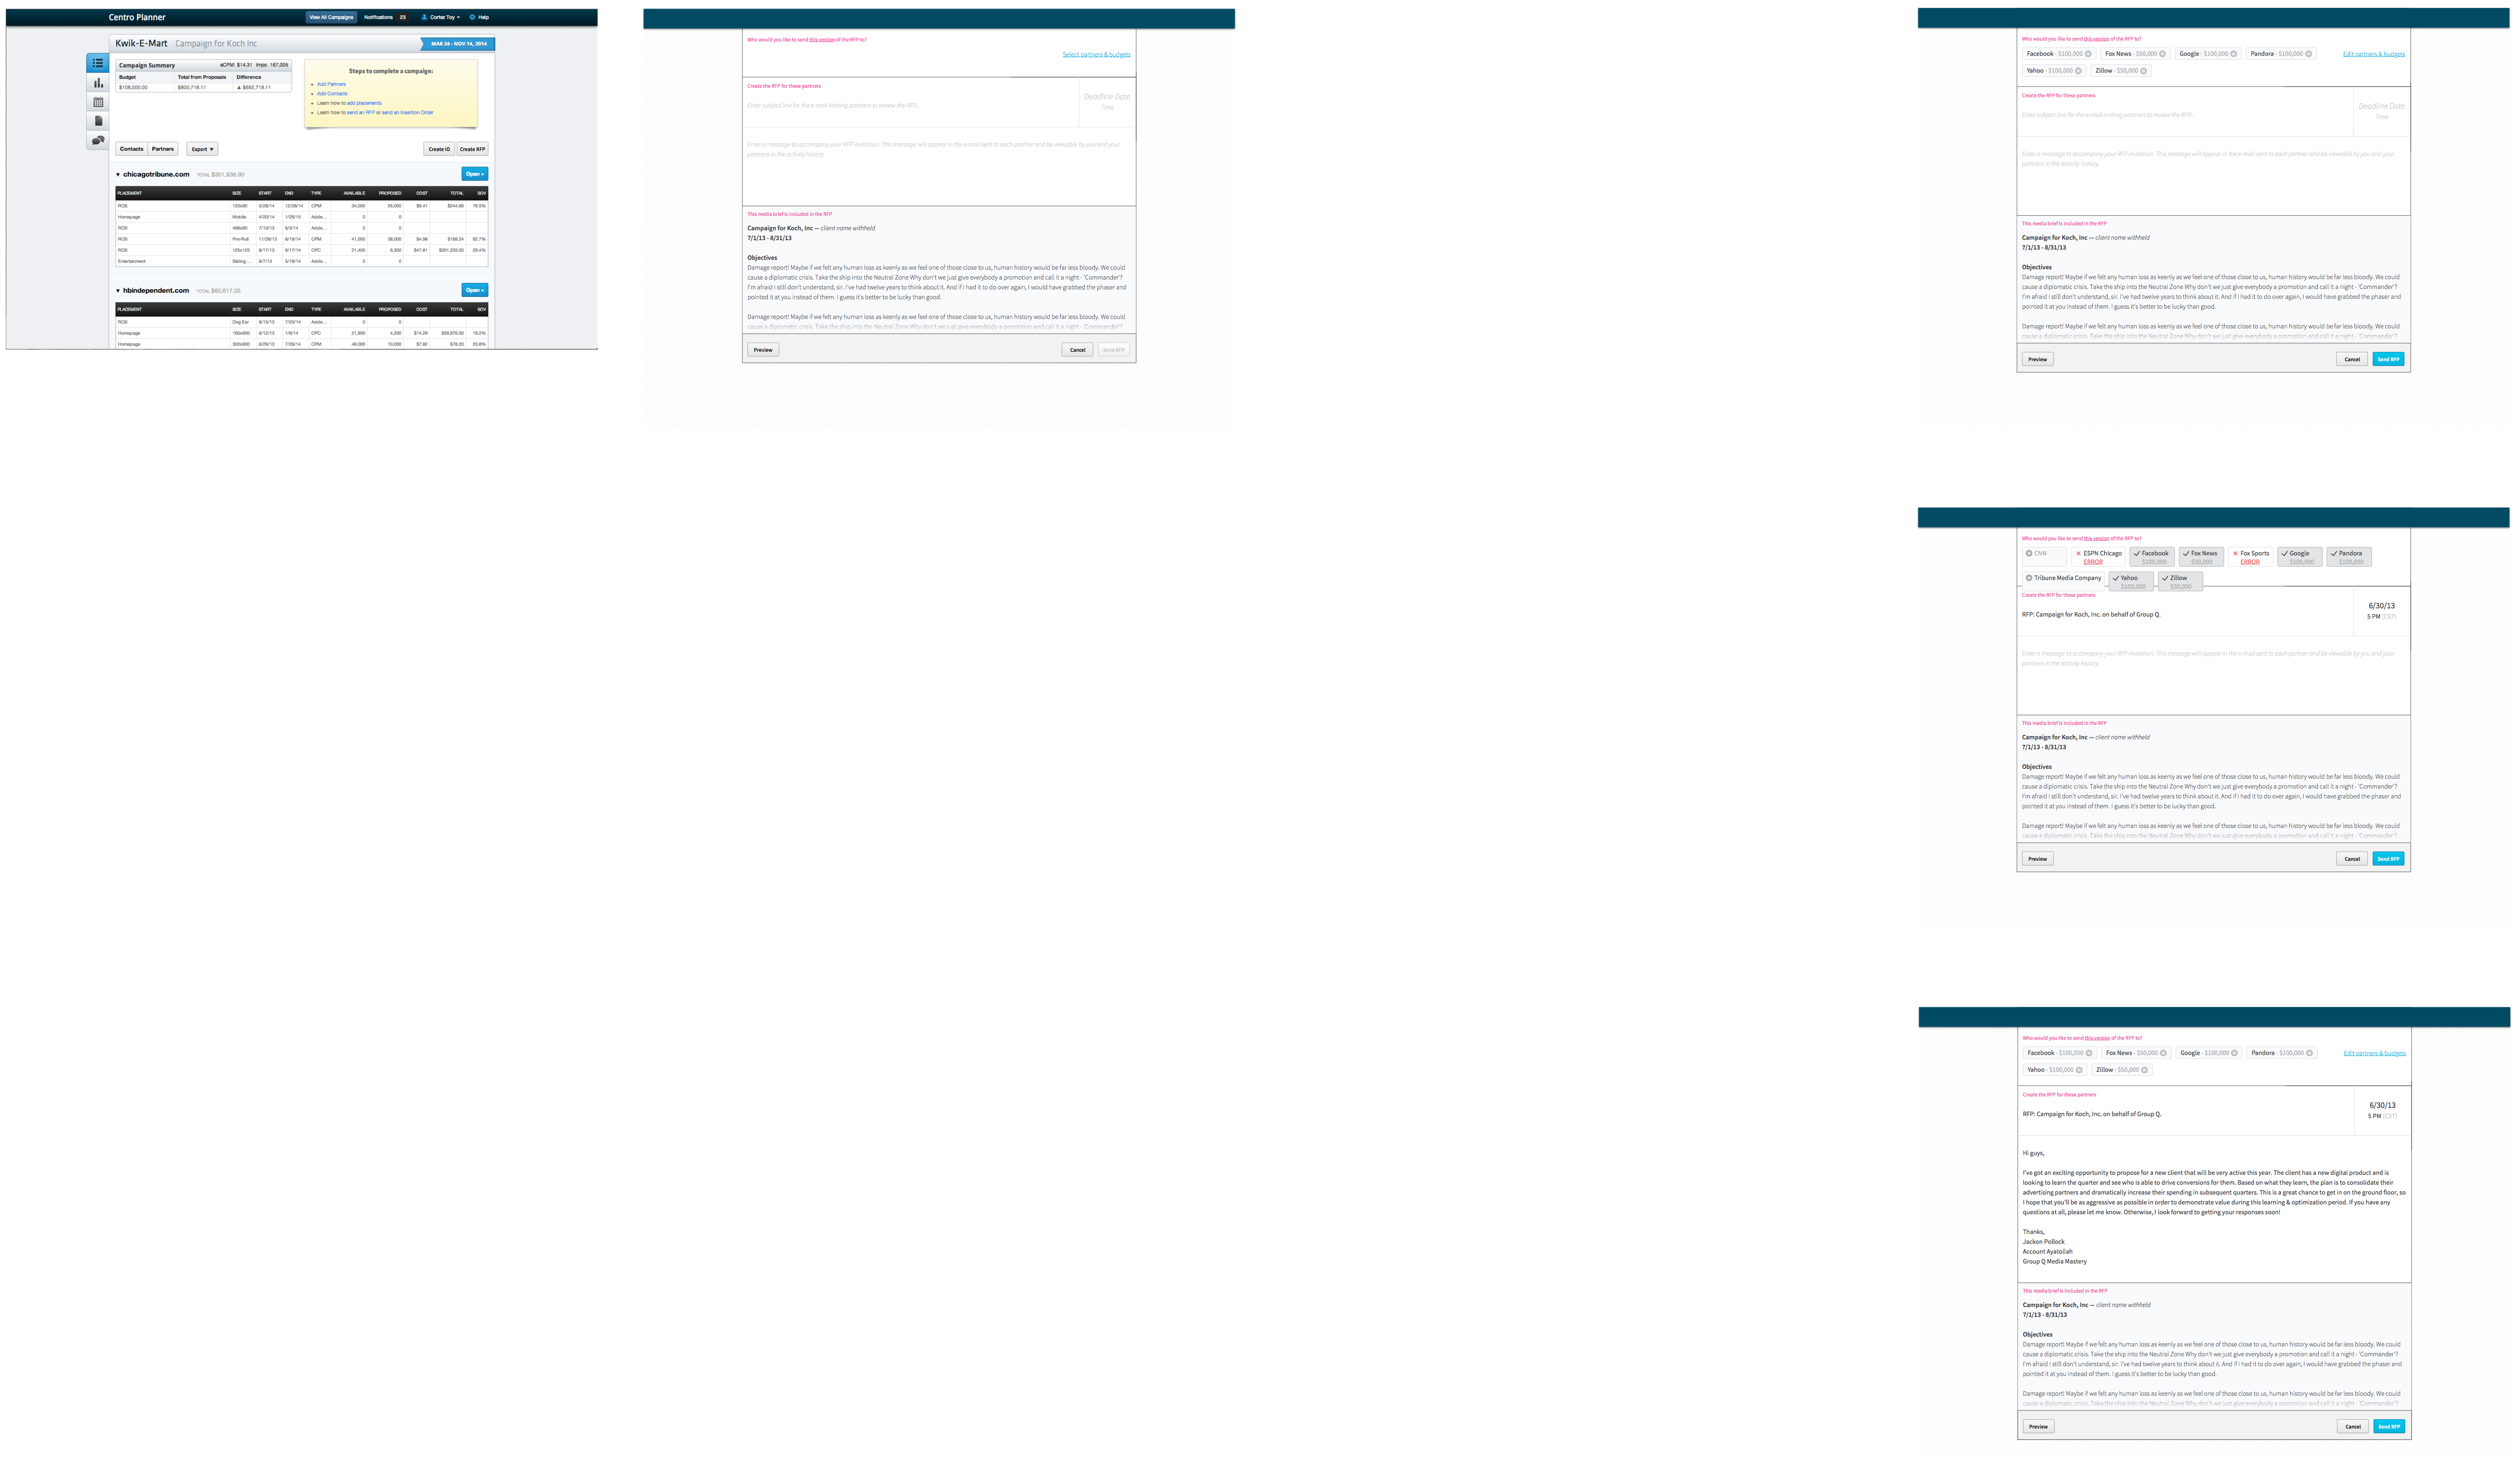 Centro Planner
View All Campaigns Notifications 23 Cortez Toy Help
Kwik-E-Mart Campaign for Koch Inc
MAR 24 - NOV 14, 2014
Campaign Summary eCPM: $14.31 Imps: 167,005
Budget Total from Proposals Difference
$108,000.00 $800,718.11 ▲ $692,718.11
Steps to complete a campaign:
• Add Partners
• Add Contacts
• Learn how to add placements
• Learn how to send an RFP or send an Insertion Order
Contacts Partners Export ▼ Create IO Create RFP
▼ chicagotribune.com TOTAL $301,636.90 Open »
PLACEMENT SIZE START END TYPE AVAILABLE PROPOSED COST TOTAL SOV
ROS 120x90 5/28/14 12/28/14 CPM 34,000 26,000 $9.41 $244.66 76.5%
Homepage Mobile 4/20/14 1/28/15 Adde... 0 0
ROS 468x60 7/10/13 9/3/14 Adde... 0 0
ROS Pre-Roll 11/28/13 9/19/14 CPM 41,000 38,000 $4.98 $189.24 92.7%
ROS 125x125 8/17/13 9/17/14 CPC 21,400 6,300 $47.81 $301,203.00 29.4%
Entertainment Sliding ... 8/7/13 5/19/14 Adde... 0 0
▼ hbindependent.com TOTAL $60,617.05 Open »
PLACEMENT SIZE START END TYPE AVAILABLE PROPOSED COST TOTAL SOV
ROS Dog Ear 8/15/13 7/23/14 Adde... 0 0
Homepage 160x600 6/12/13 1/6/14 CPC 21,900 4,200 $14.28 $59,976.00 19.2%
Homepage 300x600 6/29/13 7/26/14 CPM 48,000 10,000 $7.82 $78.20 20.8%
Who would you like to send this version of the RFP to?
Select partners & budgets
Create the RFP for these partners
Enter subject line for the e-mail inviting partners to review the RFP...
Deadline Date
Time
Enter a message to accompany your RFP invitation. This message will appear in the e-mail sent to each partner and be viewable by you and your
partners in the activity history.
This media brief is included in the RFP
Campaign for Koch, Inc — client name withheld
7/1/13 - 8/31/13
Objectives
Damage report! Maybe if we felt any human loss as keenly as we feel one of those close to us, human history would be far less bloody. We could
cause a diplomatic crisis. Take the ship into the Neutral Zone Why don't we just give everybody a promotion and call it a night - 'Commander'?
I'm afraid I still don't understand, sir. I've had twelve years to think about it. And if I had it to do over again, I would have grabbed the phaser and
pointed it at you instead of them. I guess it's better to be lucky than good.
Damage report! Maybe if we felt any human loss as keenly as we feel one of those close to us, human history would be far less bloody. We could
cause a diplomatic crisis. Take the ship into the Neutral Zone Why don't we just give everybody a promotion and call it a night - 'Commander'?
Preview Cancel Send RFP
Who would you like to send this version of the RFP to?
Facebook - $100,000 Fox News - $50,000 Google - $100,000 Pandora - $100,000 Edit partners & budgets
Yahoo - $100,000 Zillow - $50,000
Create the RFP for these partners
Enter subject line for the e-mail inviting partners to review the RFP...
Deadline Date
Time
Enter a message to accompany your RFP invitation. This message will appear in the e-mail sent to each partner and be viewable by you and your
partners in the activity history.
This media brief is included in the RFP
Campaign for Koch, Inc — client name withheld
7/1/13 - 8/31/13
Objectives
Damage report! Maybe if we felt any human loss as keenly as we feel one of those close to us, human history would be far less bloody. We could
cause a diplomatic crisis. Take the ship into the Neutral Zone Why don't we just give everybody a promotion and call it a night - 'Commander'?
I'm afraid I still don't understand, sir. I've had twelve years to think about it. And if I had it to do over again, I would have grabbed the phaser and
pointed it at you instead of them. I guess it's better to be lucky than good.
Damage report! Maybe if we felt any human loss as keenly as we feel one of those close to us, human history would be far less bloody. We could
cause a diplomatic crisis. Take the ship into the Neutral Zone Why don't we just give everybody a promotion and call it a night - 'Commander'?
Preview Cancel Send RFP
Who would you like to send this version of the RFP to?
CNN ESPN Chicago Facebook Fox News Fox Sports Google Pandora
ERROR $100,000 $50,000 ERROR $100,000 $100,000
Tribune Media Company Yahoo Zillow
$100,000 $50,000
Create the RFP for these partners
RFP: Campaign for Koch, Inc. on behalf of Group Q.
6/30/13
5 PM (CST)
Enter a message to accompany your RFP invitation. This message will appear in the e-mail sent to each partner and be viewable by you and your
partners in the activity history.
This media brief is included in the RFP
Campaign for Koch, Inc — client name withheld
7/1/13 - 8/31/13
Objectives
Damage report! Maybe if we felt any human loss as keenly as we feel one of those close to us, human history would be far less bloody. We could
cause a diplomatic crisis. Take the ship into the Neutral Zone Why don't we just give everybody a promotion and call it a night - 'Commander'?
I'm afraid I still don't understand, sir. I've had twelve years to think about it. And if I had it to do over again, I would have grabbed the phaser and
pointed it at you instead of them. I guess it's better to be lucky than good.
Damage report! Maybe if we felt any human loss as keenly as we feel one of those close to us, human history would be far less bloody. We could
cause a diplomatic crisis. Take the ship into the Neutral Zone Why don't we just give everybody a promotion and call it a night - 'Commander'?
Preview Cancel Send RFP
Who would you like to send this version of the RFP to?
Facebook - $100,000 Fox News - $50,000 Google - $100,000 Pandora - $100,000 Edit partners & budgets
Yahoo - $100,000 Zillow - $50,000
Create the RFP for these partners
RFP: Campaign for Koch, Inc. on behalf of Group Q.
6/30/13
5 PM (CST)
Hi guys,
I've got an exciting opportunity to propose for a new client that will be very active this year. The client has a new digital product and is
looking to learn the quarter and see who is able to drive conversions for them. Based on what they learn, the plan is to consolidate their
advertising partners and dramatically increase their spending in subsequent quarters. This is a great chance to get in on the ground floor, so
I hope that you'll be as aggressive as possible in order to demonstrate value during this learning & optimization period. If you have any
questions at all, please let me know. Otherwise, I look forward to getting your responses soon!
Thanks,
Jackon Pollock
Account Ayatollah
Group Q Media Mastery
This media brief is included in the RFP
Campaign for Koch, Inc — client name withheld
7/1/13 - 8/31/13
Objectives
Damage report! Maybe if we felt any human loss as keenly as we feel one of those close to us, human history would be far less bloody. We could
cause a diplomatic crisis. Take the ship into the Neutral Zone Why don't we just give everybody a promotion and call it a night - 'Commander'?
I'm afraid I still don't understand, sir. I've had twelve years to think about it. And if I had it to do over again, I would have grabbed the phaser and
pointed it at you instead of them. I guess it's better to be lucky than good.
Damage report! Maybe if we felt any human loss as keenly as we feel one of those close to us, human history would be far less bloody. We could
cause a diplomatic crisis. Take the ship into the Neutral Zone Why don't we just give everybody a promotion and call it a night - 'Commander'?
Preview Cancel Send RFP